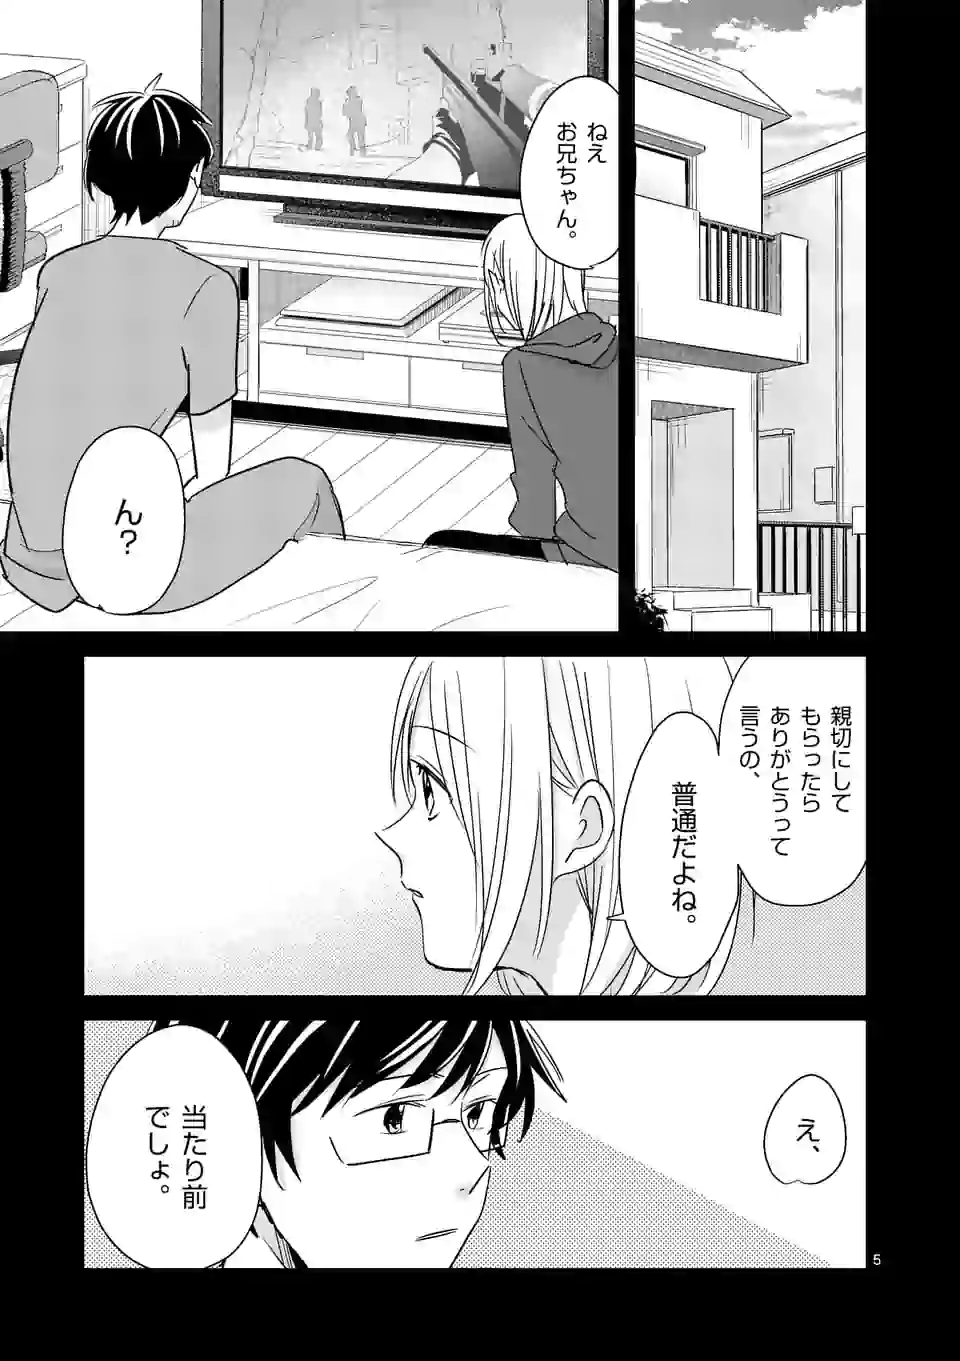 ねえ
お兄ちゃん。
ん？
親切にして
もらったら
ありがとうって
言うの、
普通だよね。
え、
当たり前
でしょ。
5